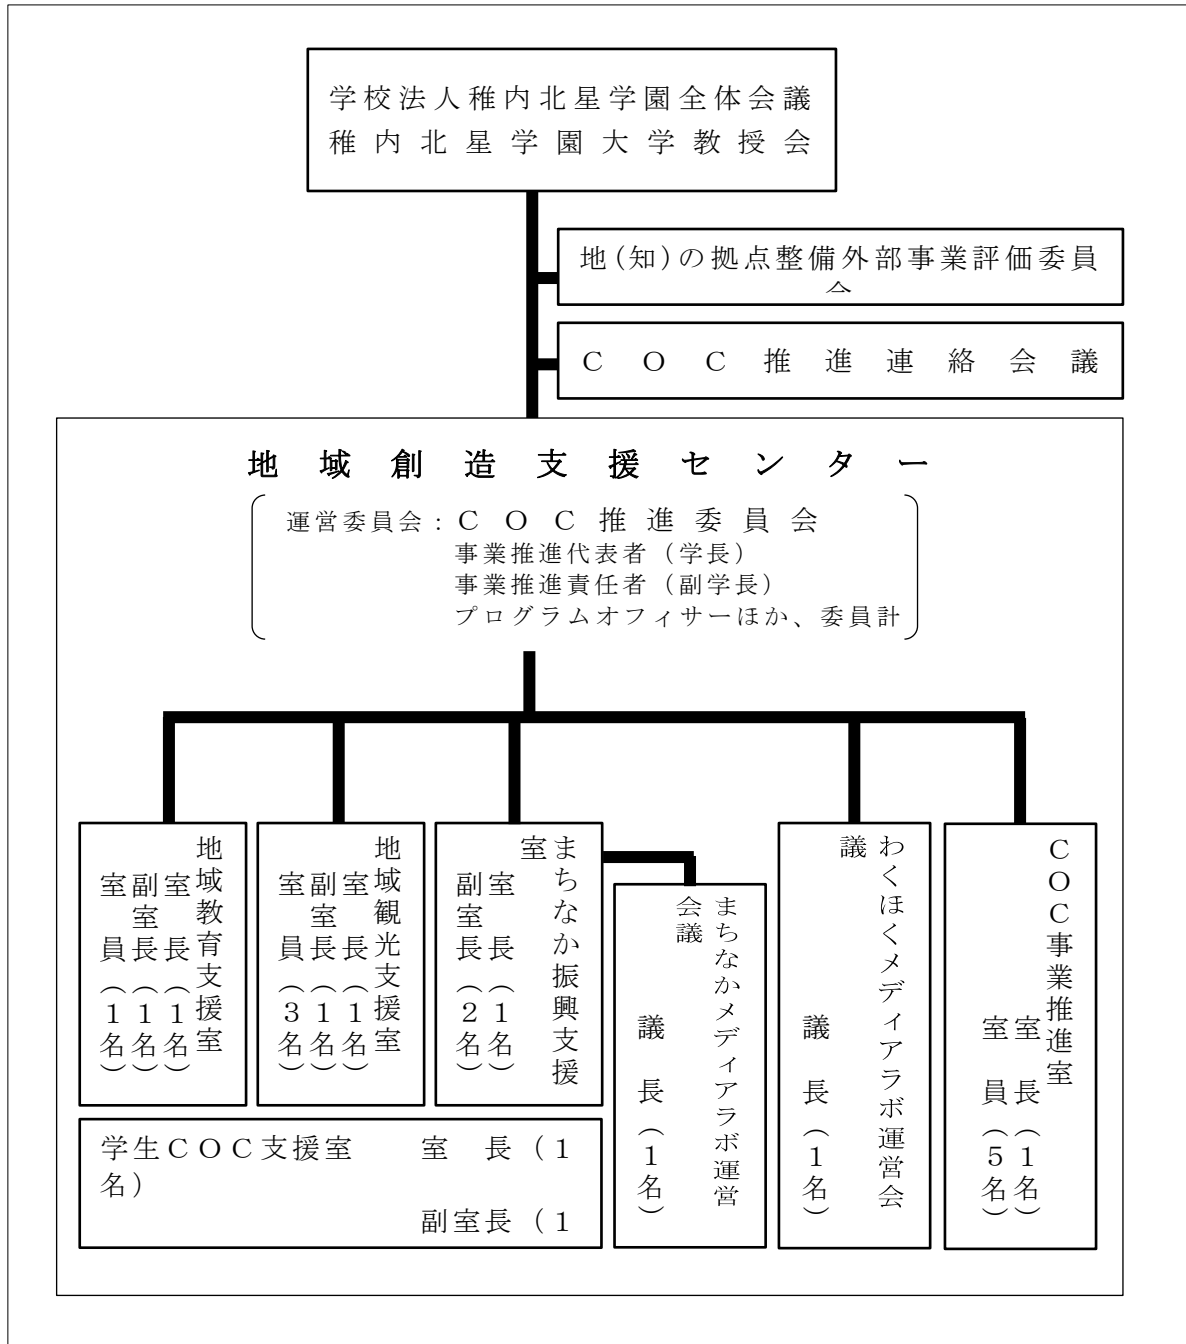 学校法人稚内北星学園全体会議
稚内北星学園大学教授会
地(知)の拠点整備外部事業評価委員
COC推進連絡会議
地域創造支援センター
運営委員会:COC推進委員会
事業推進代表者(学長)
事業推進責任者(副学長)
プログラムオフィサーほか、委員計
地域教育支援室
室長(1名)
副室長(1名)
室員(1名)
地域観光支援室
室長(1名)
副室長(1名)
室員(3名)
まちなか振興支援
室
室長(1名)
副室長(2名)
まちなかメディアラボ運営
会議
議長(1名)
わくほくメディアラボ運営会
議
議長(1名)
COC事業推進室
室長(1名)
室員(5名)
学生COC支援室 室長(1
名)
副室長(1